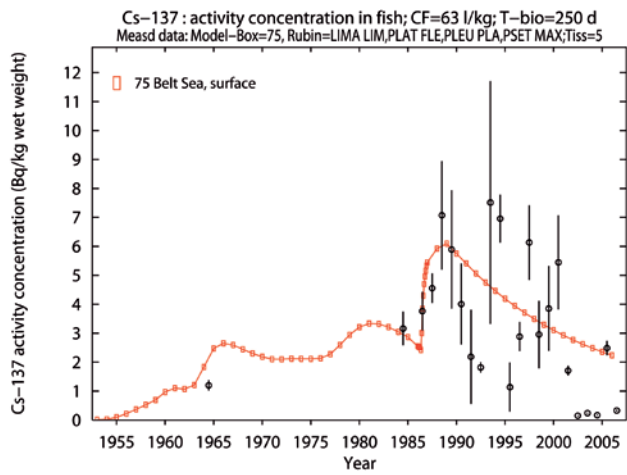 Cs-137 : activity concentration in fish; CF=63 l/kg; T-bio=250 d
Measd data: Model-Box=75, Rubin=LIMA LIM,PLAT FLE,PLEU PLA,PSET MAX;Tiss=5
Cs-137 activity concentration (Bq/kg wet weight)
12
11
10
9
8
7
6
5
4
3
2
1
0
75 Belt Sea, surface
1955 1960 1965 1970 1975 1980 1985 1990 1995 2000 2005
Year